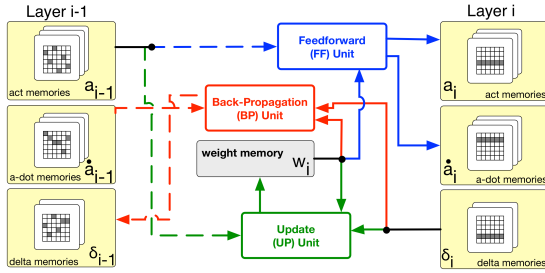 Layer i-1
Layer i
act memories
a i-1
Feedforward
(FF) Unit
a i
act memories
Back-Propagation
(BP) Unit
ȧ i-1
a-dot memories
weight memory
w i
ȧ i
a-dot memories
Update
(UP) Unit
δ i-1
delta memories
δ i
delta memories